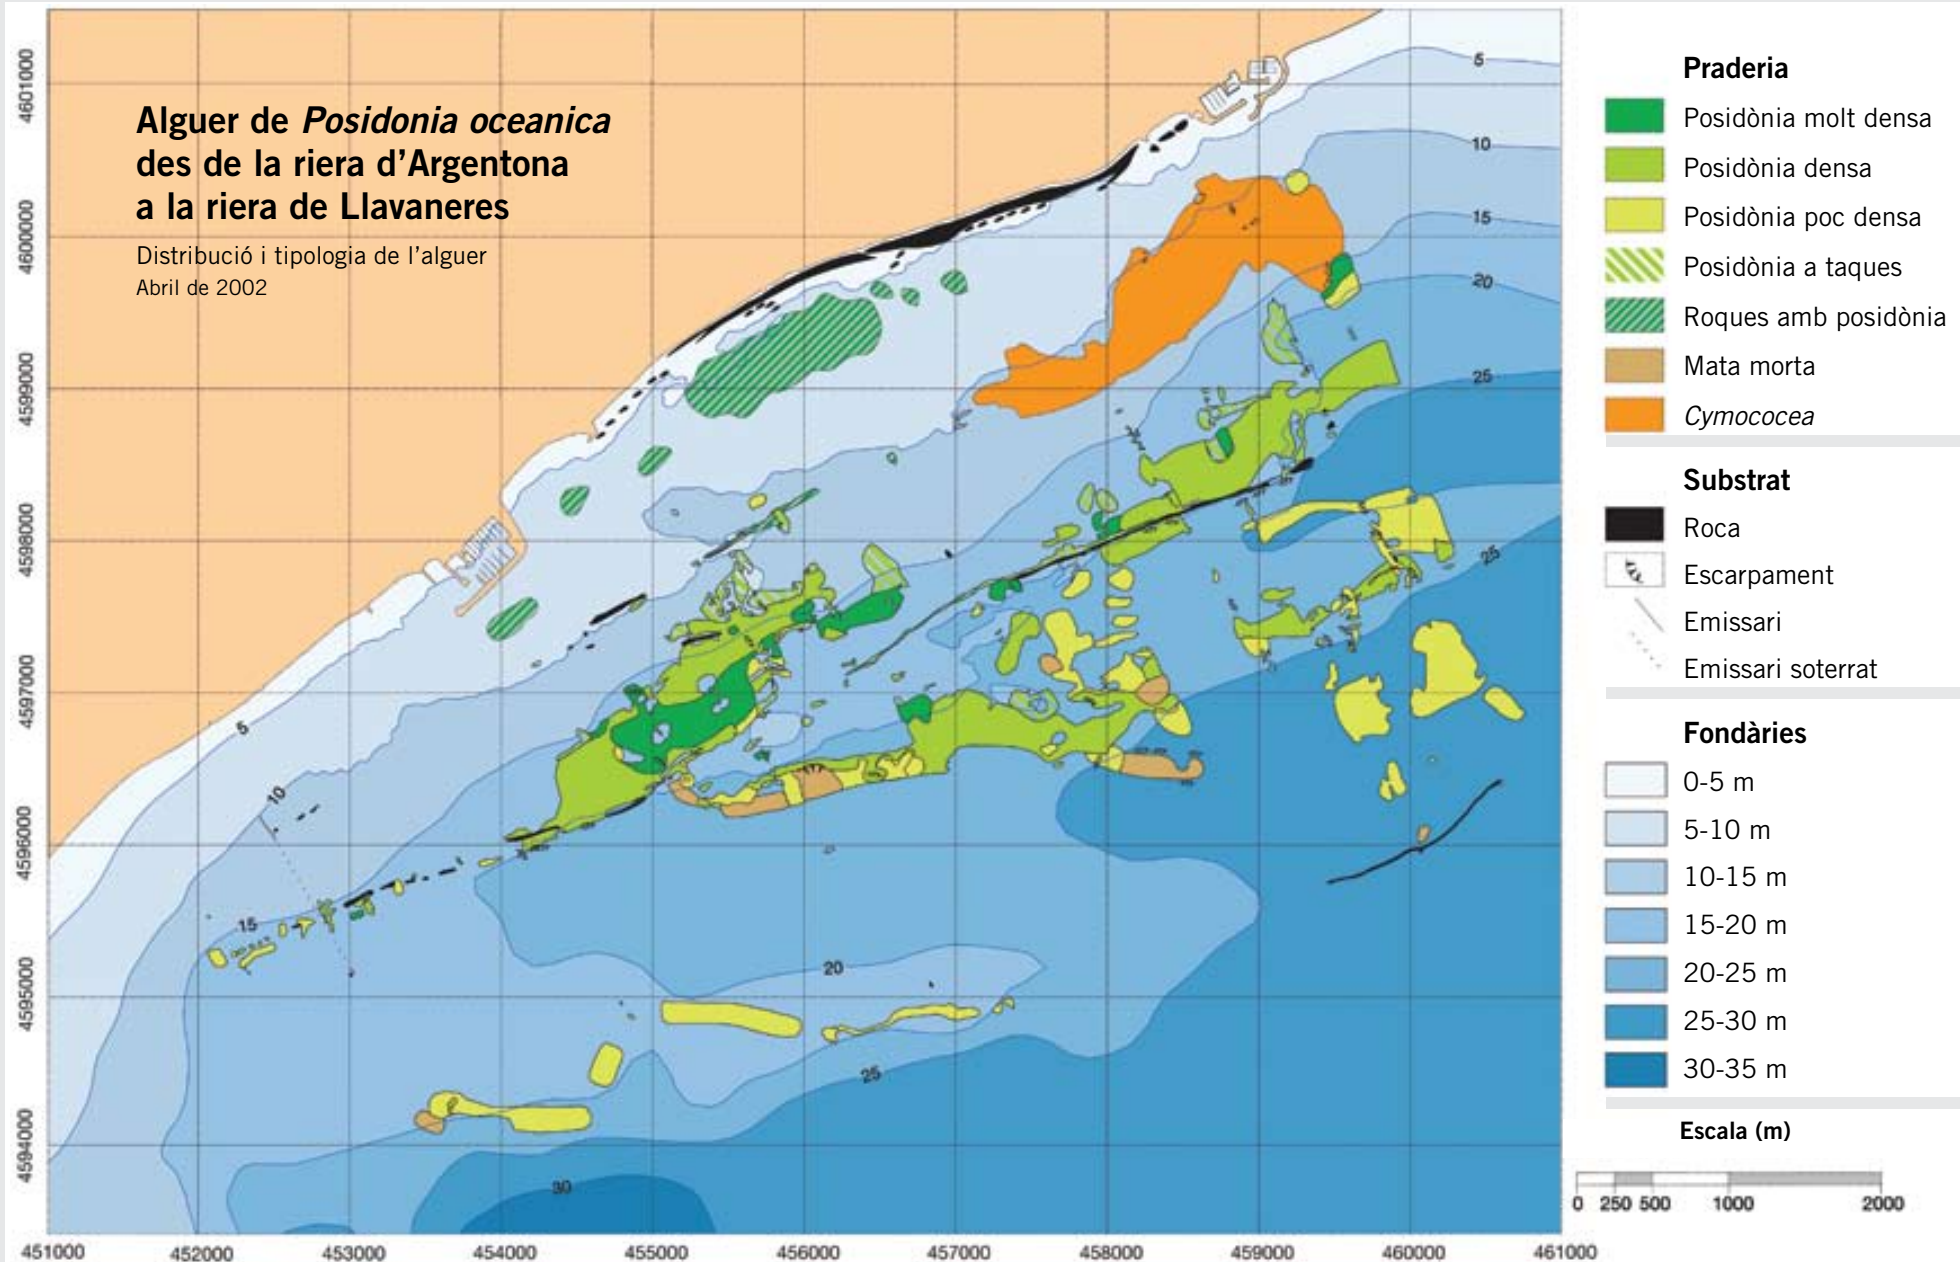 Alguer de Posidonia oceanica
des de la riera d'Argentona
a la riera de Llavaneres
Distribució i tipologia de l'alguer
Abril de 2002
4601000
4600000
4599000
4598000
4597000
4596000
4595000
4594000
451000
452000
453000
454000
455000
456000
457000
458000
459000
460000
461000
5
10
15
20
25
25
5
10
15
20
25
30
Praderia
Posidònia molt densa
Posidònia densa
Posidònia poc densa
Posidònia a taques
Roques amb posidònia
Mata morta
Cymococea
Substrat
Roca
Escarpament
Emissari
Emissari soterrat
Fondàries
0-5 m
5-10 m
10-15 m
15-20 m
20-25 m
25-30 m
30-35 m
Escala (m)
0 250 500 1000 2000